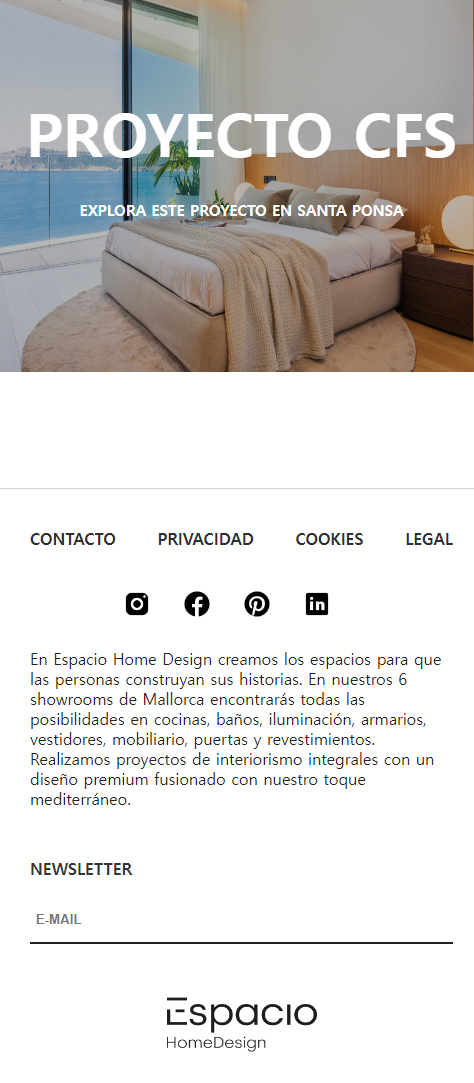 PROYECTO CFS
EXPLORA ESTE PROYECTO EN SANTA PONSA
CONTACTO PRIVACIDAD COOKIES LEGAL
En Espacio Home Design creamos los espacios para que
las personas construyan sus historias. En nuestros 6
showrooms de Mallorca encontrarás todas las
posibilidades en cocinas, baños, iluminación, armarios,
vestidores, mobiliario, puertas y revestimientos.
Realizamos proyectos de interiorismo integrales con un
diseño premium fusionado con nuestro toque
mediterráneo.
NEWSLETTER
E-MAIL
Espacio
HomeDesign